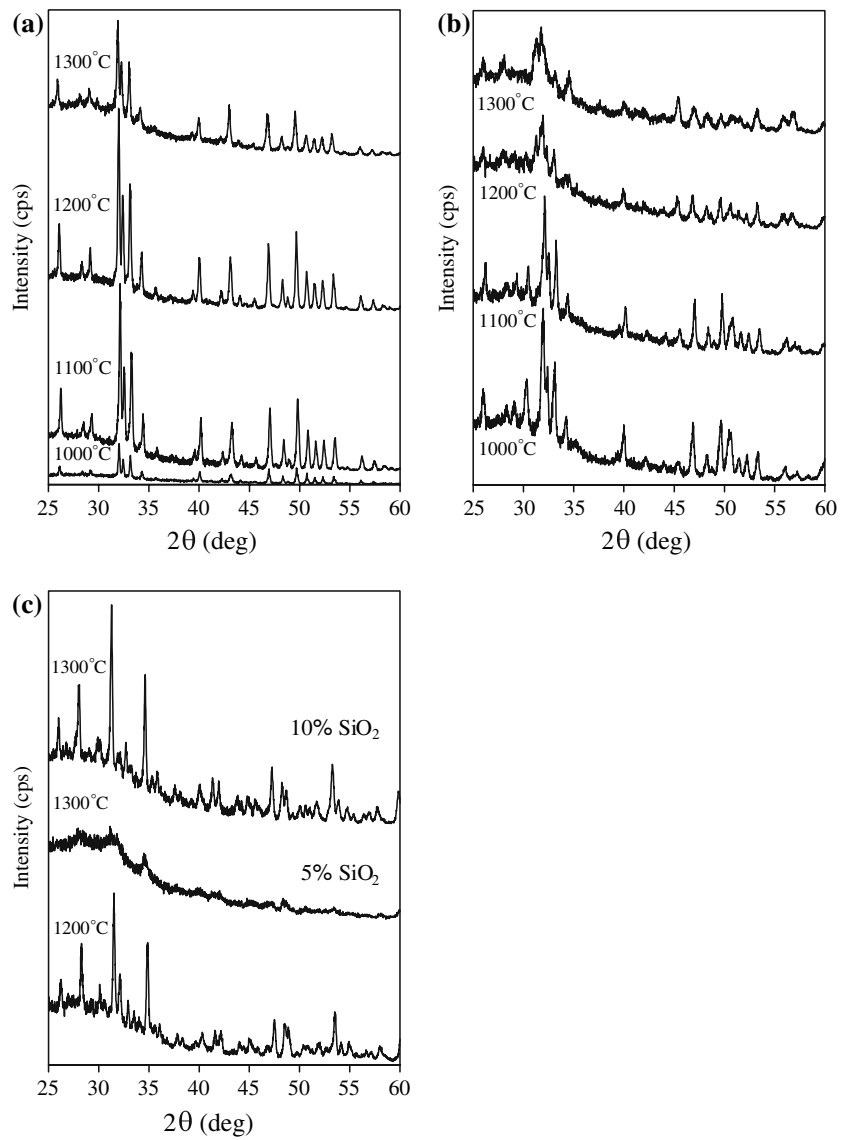 (a)
1300°C
1200°C
1100°C
1000°C
Intensity (cps)
25 30 35 40 45 50 55 60
2θ (deg)
(b)
1300°C
1200°C
1100°C
1000°C
Intensity (cps)
25 30 35 40 45 50 55 60
2θ (deg)
(c)
1300°C
10% SiO₂
1300°C
5% SiO₂
1200°C
Intensity (cps)
25 30 35 40 45 50 55 60
2θ (deg)